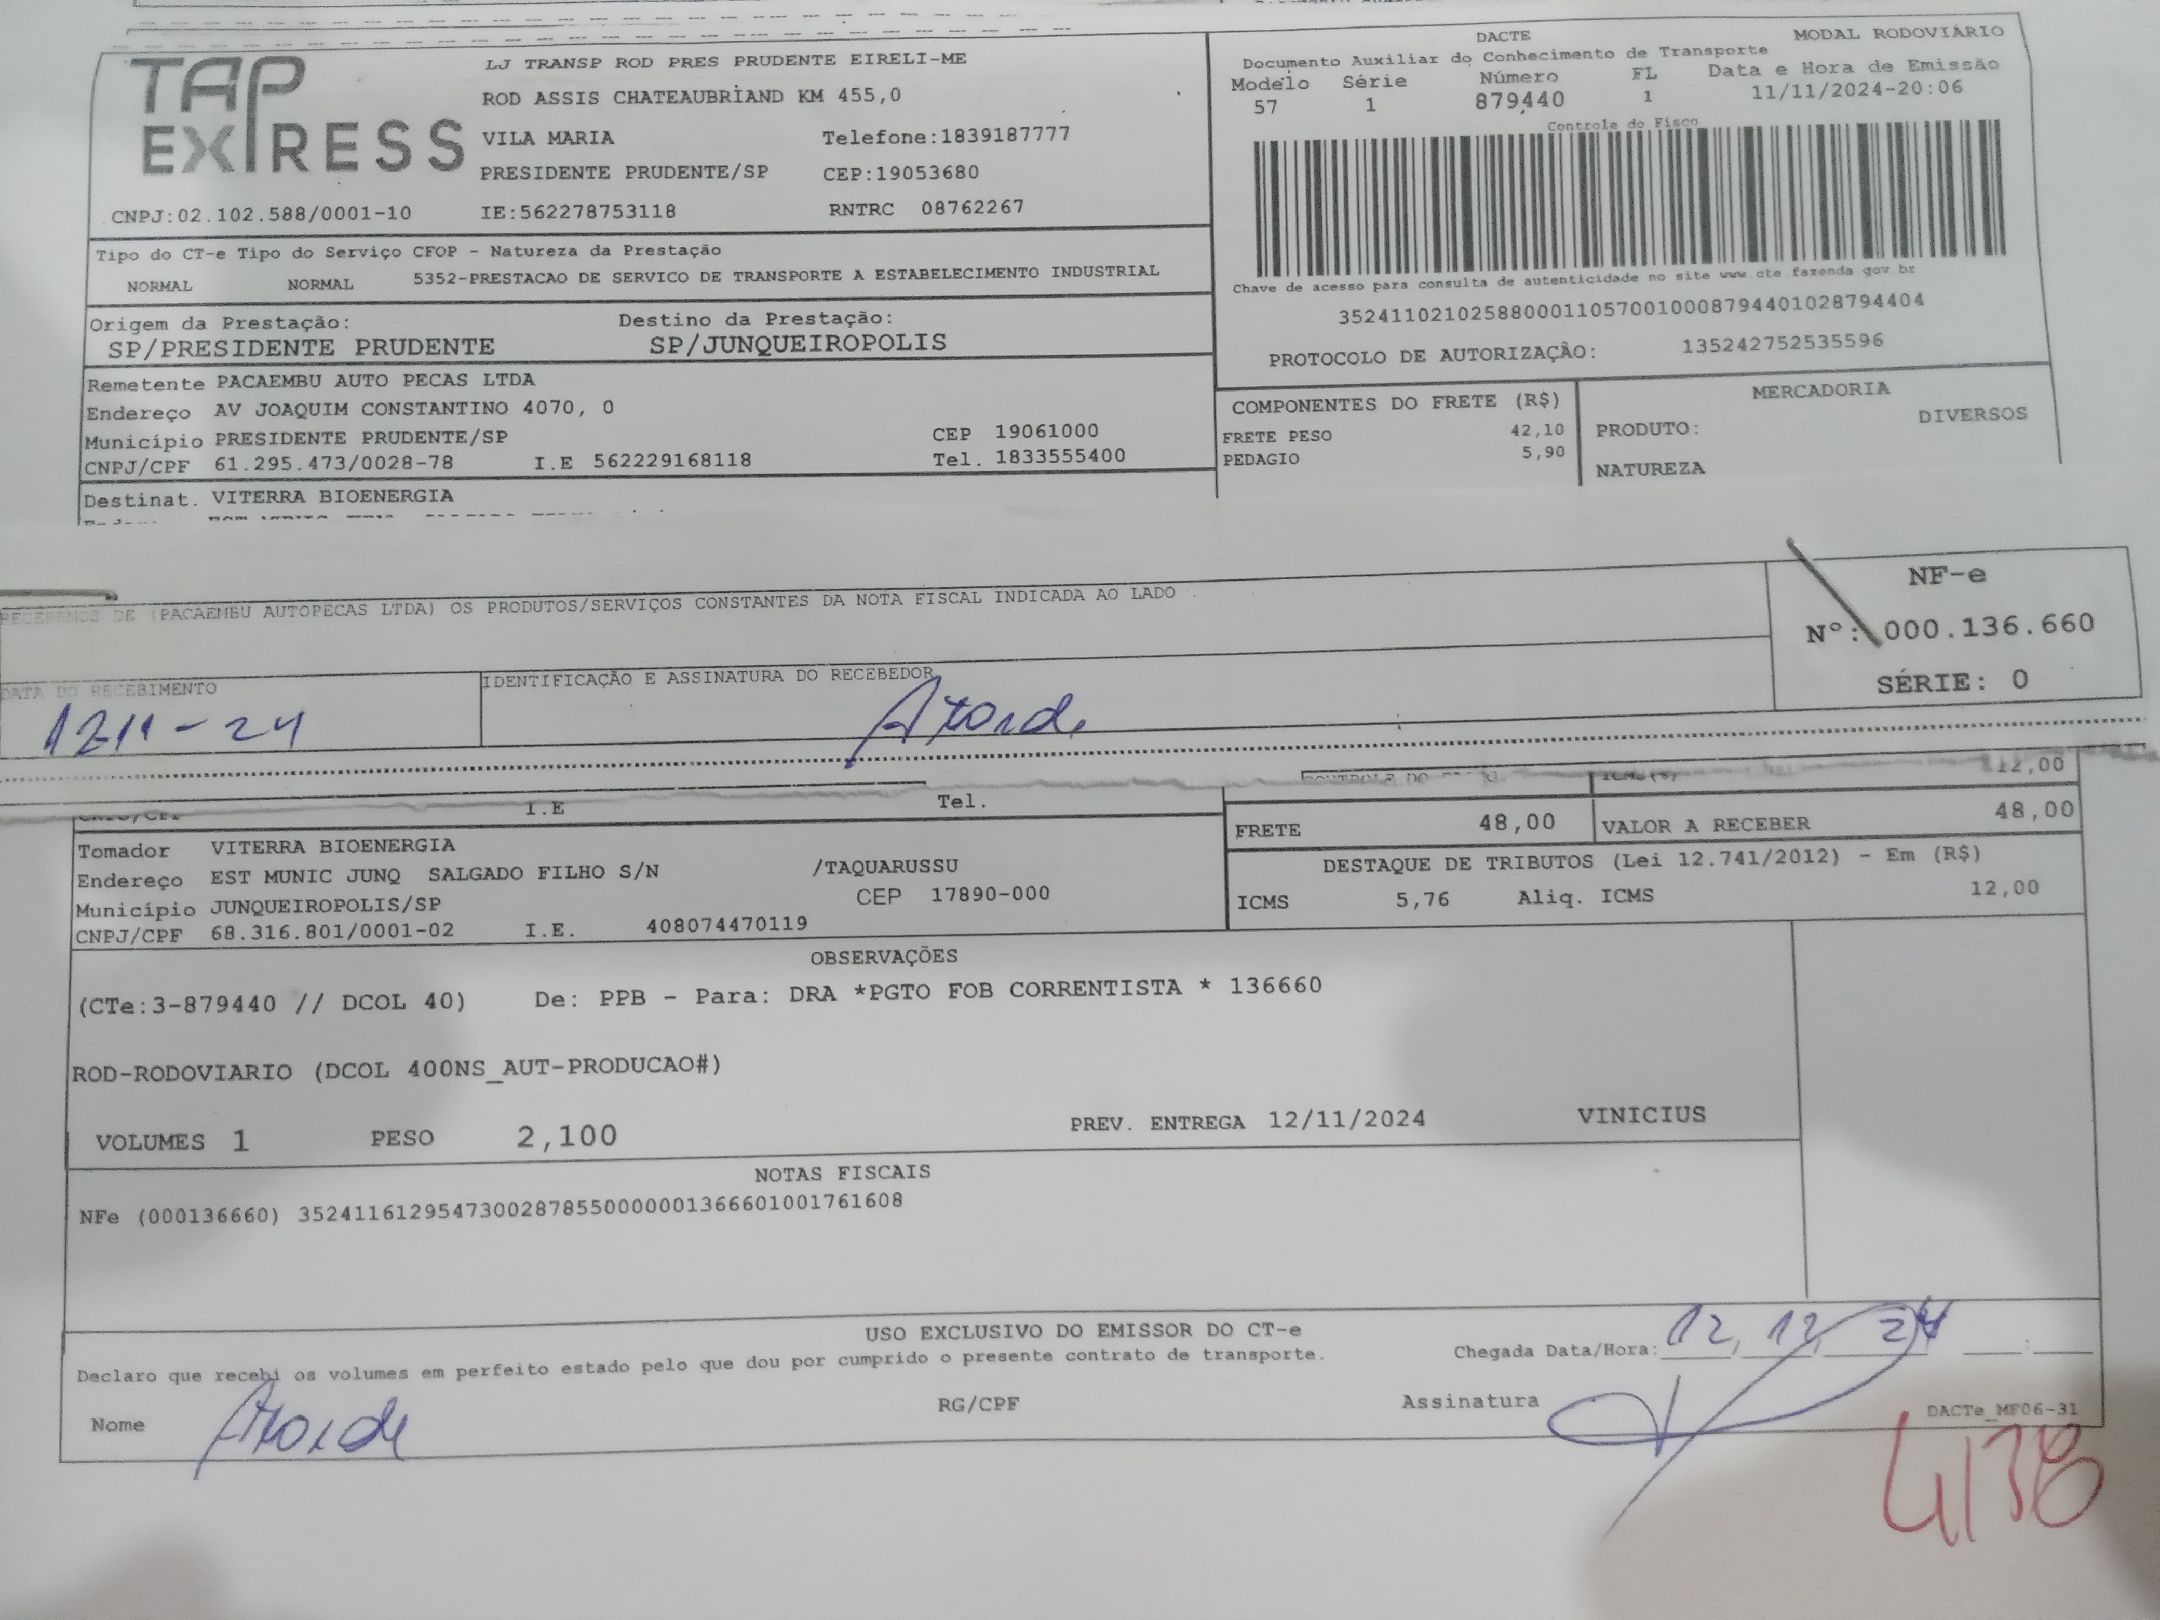 TAP EXPRESS
LJ TRANSP ROD PRES PRUDENTE EIRELI-ME
ROD ASSIS CHATEAUBRIAND KM 455,0
VILA MARIA Telefone:1839187777
PRESIDENTE PRUDENTE/SP CEP:19053680
CNPJ:02.102.588/0001-10 IE:562278753118 RNTRC 08762267
DACTE MODAL RODOVIÁRIO
Documento Auxiliar do Conhecimento de Transporte
Modelo Série Número FL Data e Hora de Emissão
57 1 879440 1 11/11/2024-20:06
Controle do Fisco
Chave de acesso para consulta de autenticidade no site www.cte.fazenda.gov.br
35241102102588000110570010008794401028794404
PROTOCOLO DE AUTORIZAÇÃO: 135242752535596
Tipo do CT-e Tipo do Serviço CFOP - Natureza da Prestação
NORMAL NORMAL 5352-PRESTACAO DE SERVICO DE TRANSPORTE A ESTABELECIMENTO INDUSTRIAL
Origem da Prestação: Destino da Prestação:
SP/PRESIDENTE PRUDENTE SP/JUNQUEIROPOLIS
Remetente PACAEMBU AUTO PECAS LTDA
Endereço AV JOAQUIM CONSTANTINO 4070, 0
Município PRESIDENTE PRUDENTE/SP CEP 19061000
CNPJ/CPF 61.295.473/0028-78 I.E 562229168118 Tel. 1833555400
Destinat. VITERRA BIOENERGIA
COMPONENTES DO FRETE (R$)
FRETE PESO 42,10
PEDAGIO 5,90
MERCADORIA
PRODUTO: DIVERSOS
NATUREZA
RECEBEMOS DE (PACAEMBU AUTOPECAS LTDA) OS PRODUTOS/SERVIÇOS CONSTANTES DA NOTA FISCAL INDICADA AO LADO .
NF-e
Nº: 000.136.660
SÉRIE: 0
DATA DO RECEBIMENTO IDENTIFICAÇÃO E ASSINATURA DO RECEBEDOR
1211-24
ICMS(%) 12,00
CNPJ/CPF I.E Tel.
FRETE 48,00 VALOR A RECEBER 48,00
Tomador VITERRA BIOENERGIA
Endereço EST MUNIC JUNQ SALGADO FILHO S/N /TAQUARUSSU
Município JUNQUEIROPOLIS/SP CEP 17890-000
CNPJ/CPF 68.316.801/0001-02 I.E. 408074470119
DESTAQUE DE TRIBUTOS (Lei 12.741/2012) - Em (R$)
ICMS 5,76 Aliq. ICMS 12,00
OBSERVAÇÕES
(CTe:3-879440 // DCOL 40) De: PPB - Para: DRA *PGTO FOB CORRENTISTA * 136660
ROD-RODOVIARIO (DCOL 400NS_AUT-PRODUCAO#)
VOLUMES 1 PESO 2,100 PREV. ENTREGA 12/11/2024 VINICIUS
NOTAS FISCAIS
NFe (000136660) 35241161295473002878550000001366601001761608
USO EXCLUSIVO DO EMISSOR DO CT-e
Declaro que recebi os volumes em perfeito estado pelo que dou por cumprido o presente contrato de transporte.
Chegada Data/Hora: 12, 12, 24
Nome RG/CPF Assinatura
DACTe_MF06-31
4138